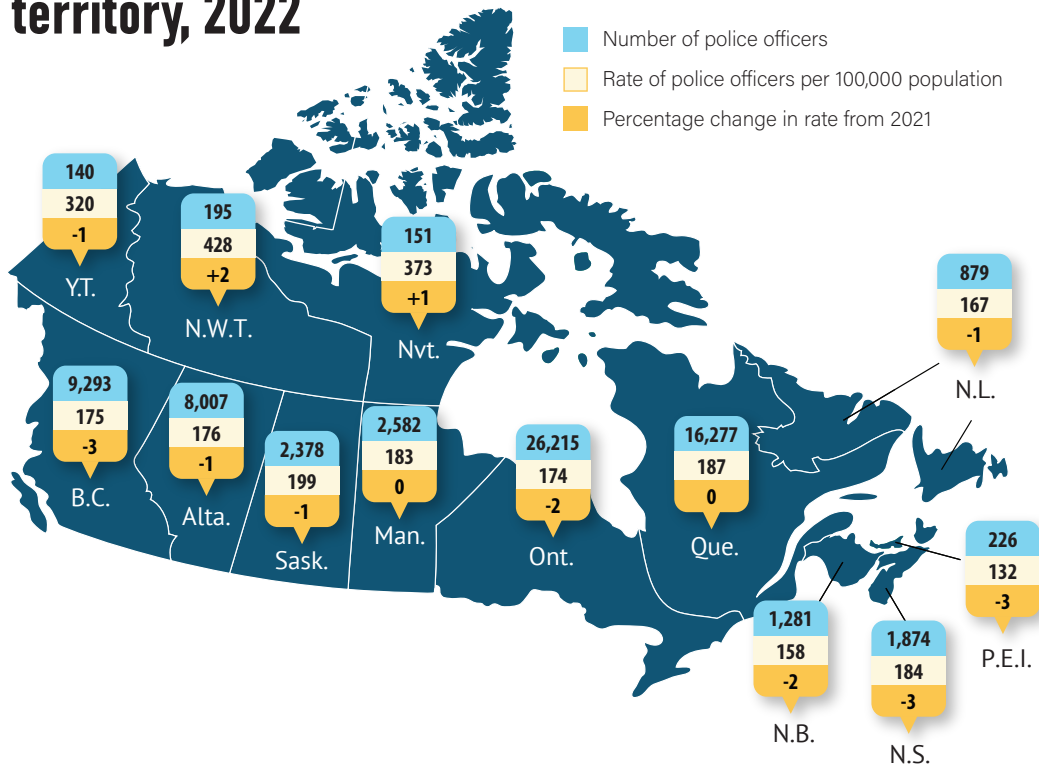 territory, 2022
Number of police officers
Rate of police officers per 100,000 population
Percentage change in rate from 2021
140
320
-1
Y.T.
195
428
+2
N.W.T.
151
373
+1
Nvt.
879
167
-1
N.L.
9,293
175
-3
B.C.
8,007
176
-1
Alta.
2,378
199
-1
Sask.
2,582
183
0
Man.
26,215
174
-2
Ont.
16,277
187
0
Que.
226
132
-3
P.E.I.
1,281
158
-2
N.B.
1,874
184
-3
N.S.